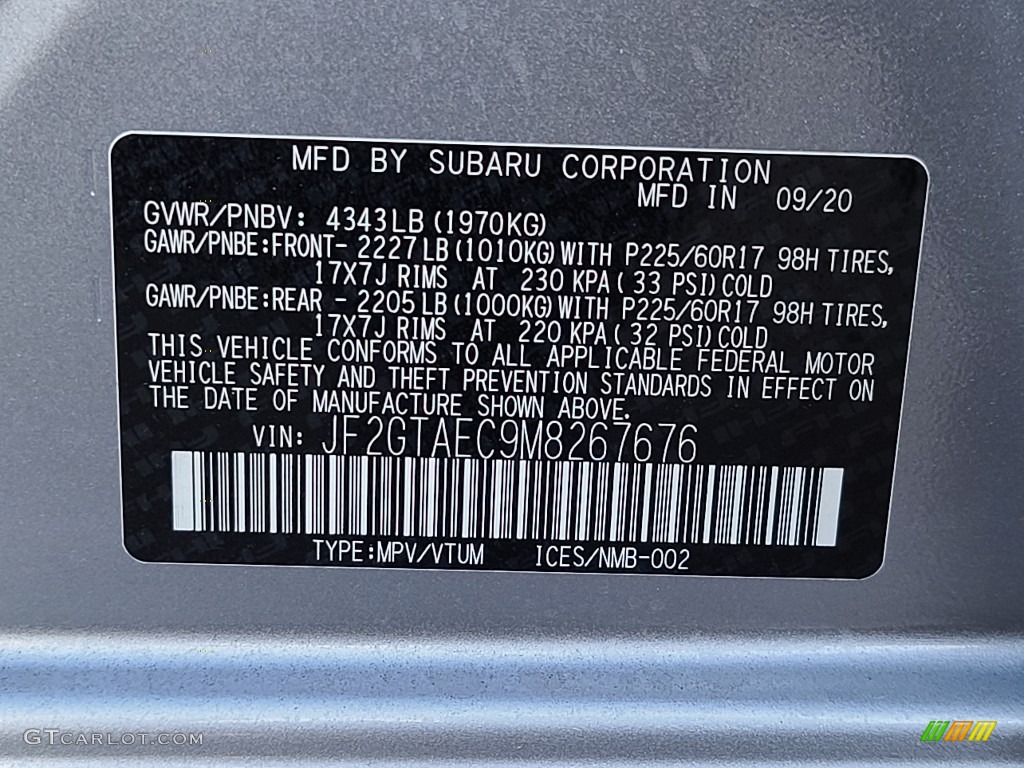 MFD BY SUBARU CORPORATION
MFD IN 09/20
GVWR/PNBV: 4343LB (1970KG)
GAWR/PNBE:FRONT- 2227LB(1010KG)WITH P225/60R17 98H TIRES,
17X7J RIMS AT 230 KPA( 33 PSI)COLD
GAWR/PNBE:REAR - 2205LB(1000KG)WITH P225/60R17 98H TIRES,
17X7J RIMS AT 220 KPA( 32 PSI)COLD
THIS VEHICLE CONFORMS TO ALL APPLICABLE FEDERAL MOTOR
VEHICLE SAFETY AND THEFT PREVENTION STANDARDS IN EFFECT ON
THE DATE OF MANUFACTURE SHOWN ABOVE.
VIN: JF2GTAEC9M8267676
TYPE:MPV/VTUM ICES/NMB-002
GTCARLOT.COM